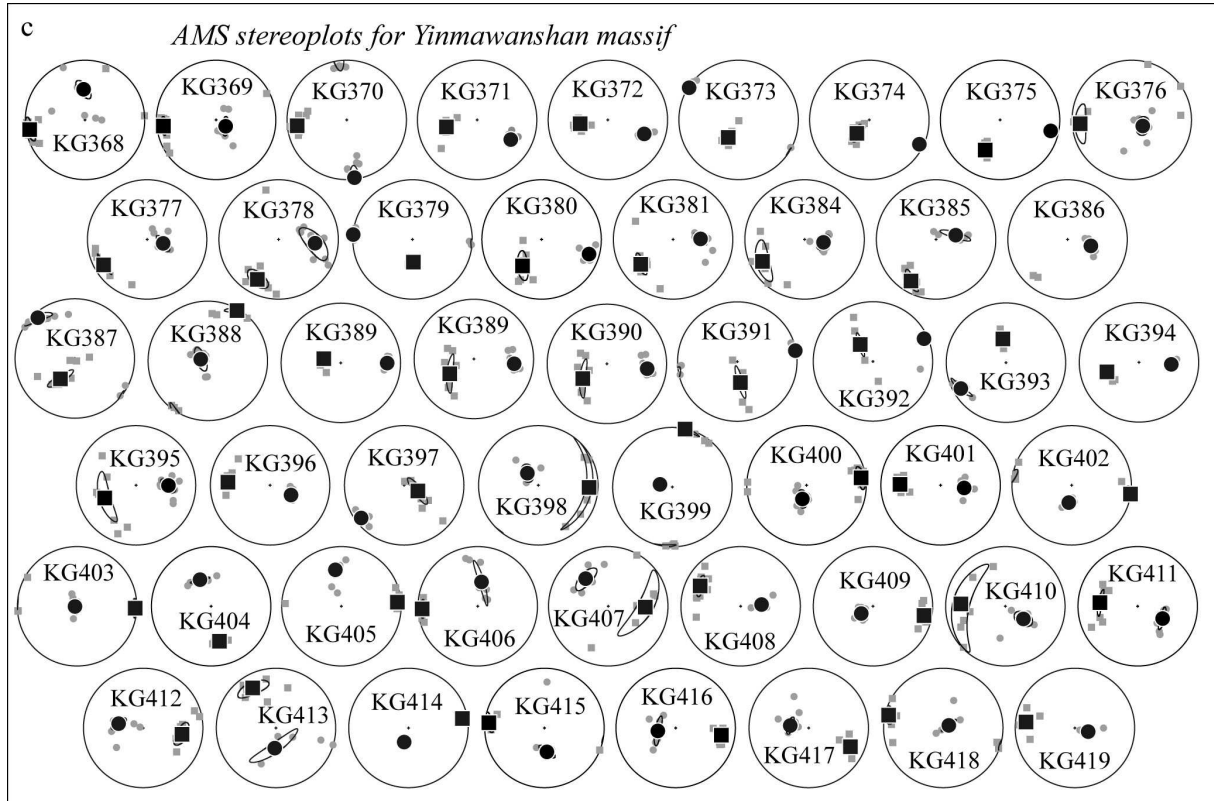 c
AMS stereoplots for Yinmawanshan massif
KG368 KG369 KG370 KG371 KG372 KG373 KG374 KG375 KG376
KG377 KG378 KG379 KG380 KG381 KG384 KG385 KG386
KG387 KG388 KG389 KG389 KG390 KG391 KG392 KG393 KG394
KG395 KG396 KG397 KG398 KG399 KG400 KG401 KG402
KG403 KG404 KG405 KG406 KG407 KG408 KG409 KG410 KG411
KG412 KG413 KG414 KG415 KG416 KG417 KG418 KG419